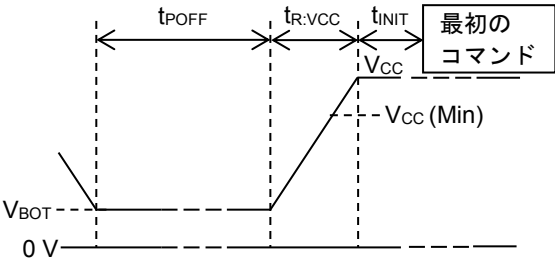 tPOFF tR:VCC tINIT 最初の
コマンド
VCC
VCC (Min)
VBOT
0 V